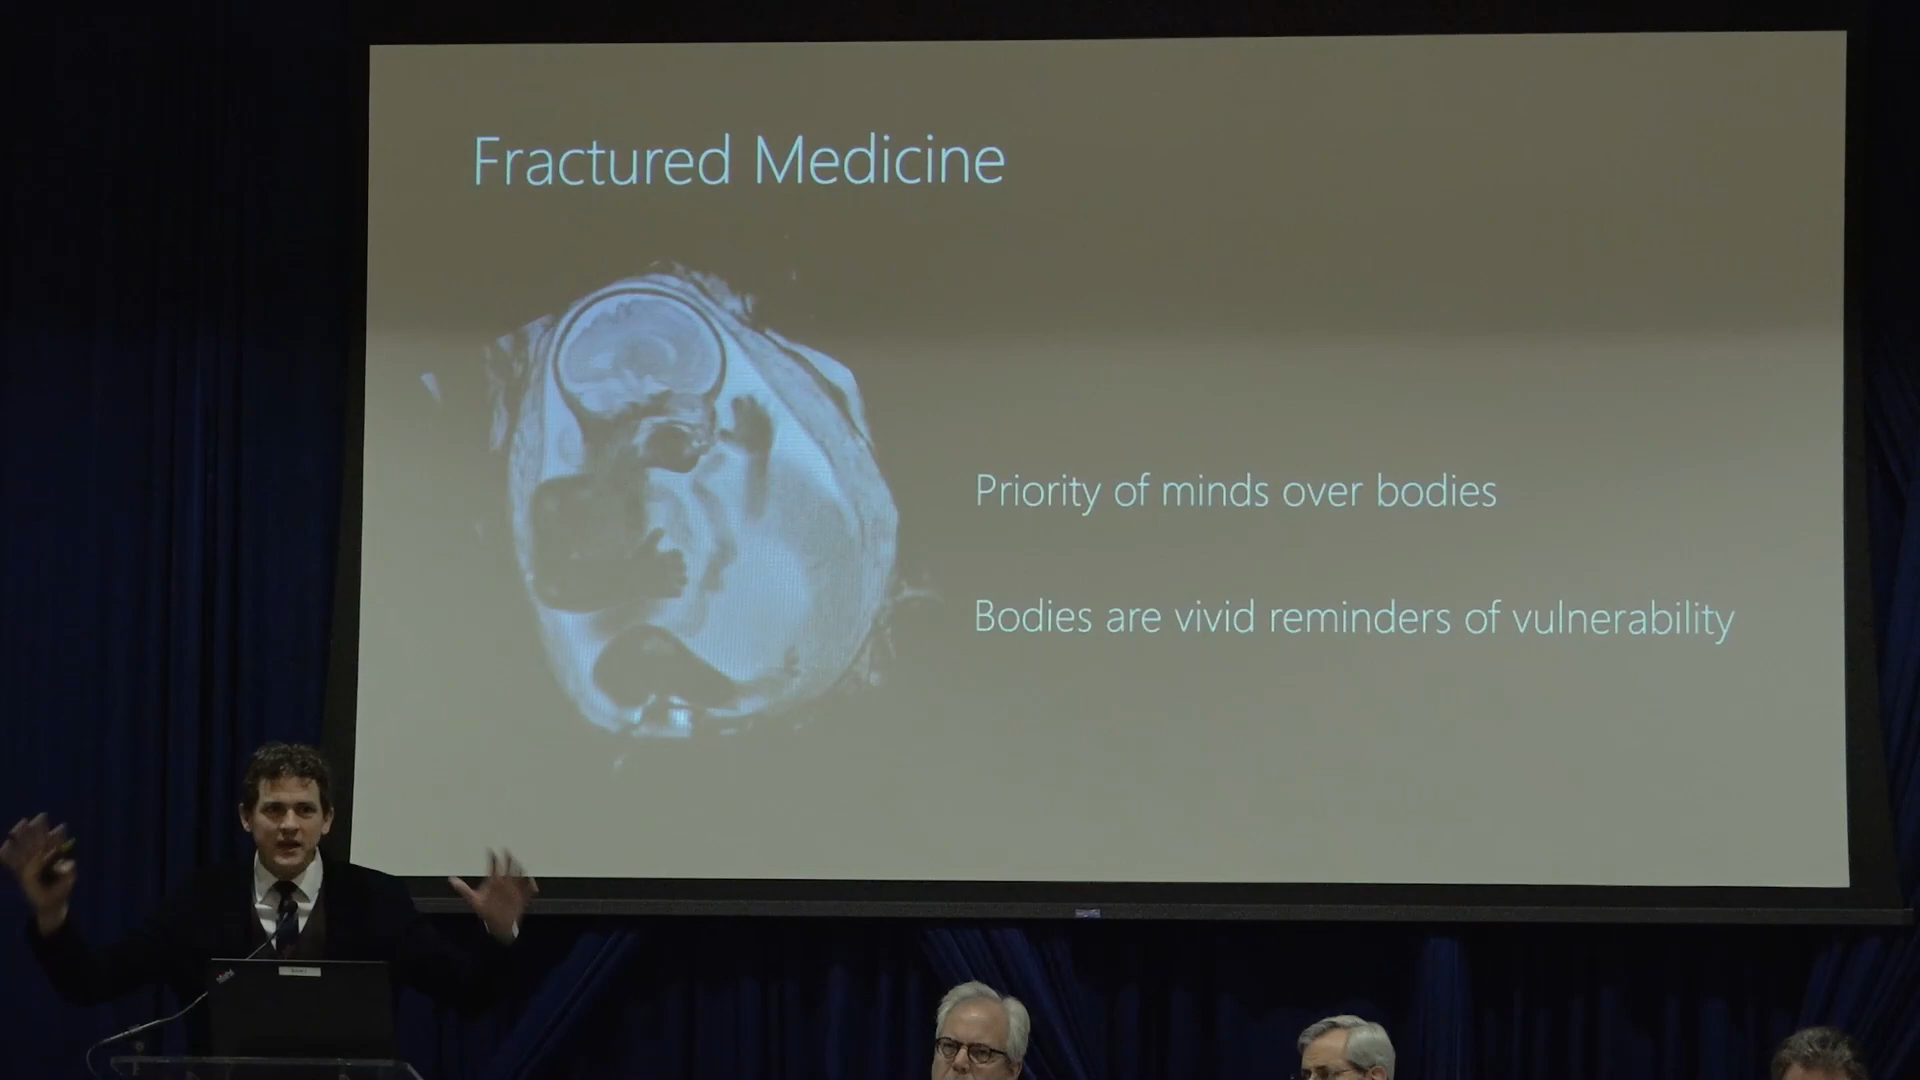 Fractured Medicine
Priority of minds over bodies
Bodies are vivid reminders of vulnerability